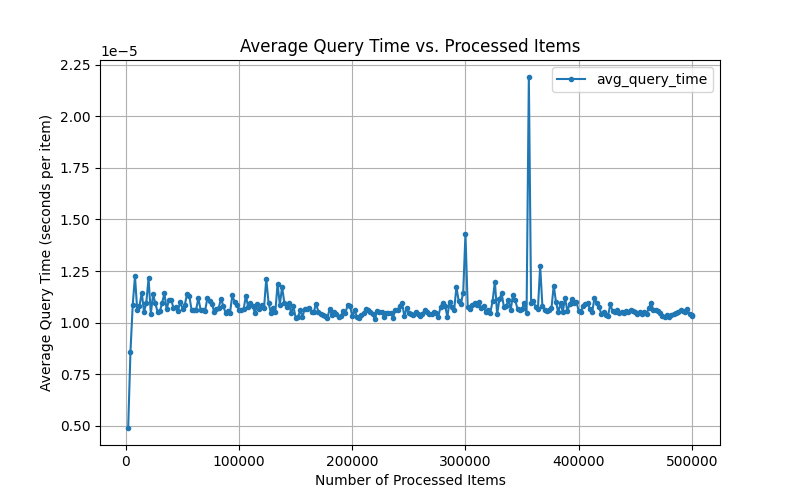 Average Query Time vs. Processed Items
1e−5
avg_query_time
2.25
2.00
1.75
1.50
1.25
1.00
0.75
0.50
Average Query Time (seconds per item)
0 100000 200000 300000 400000 500000
Number of Processed Items